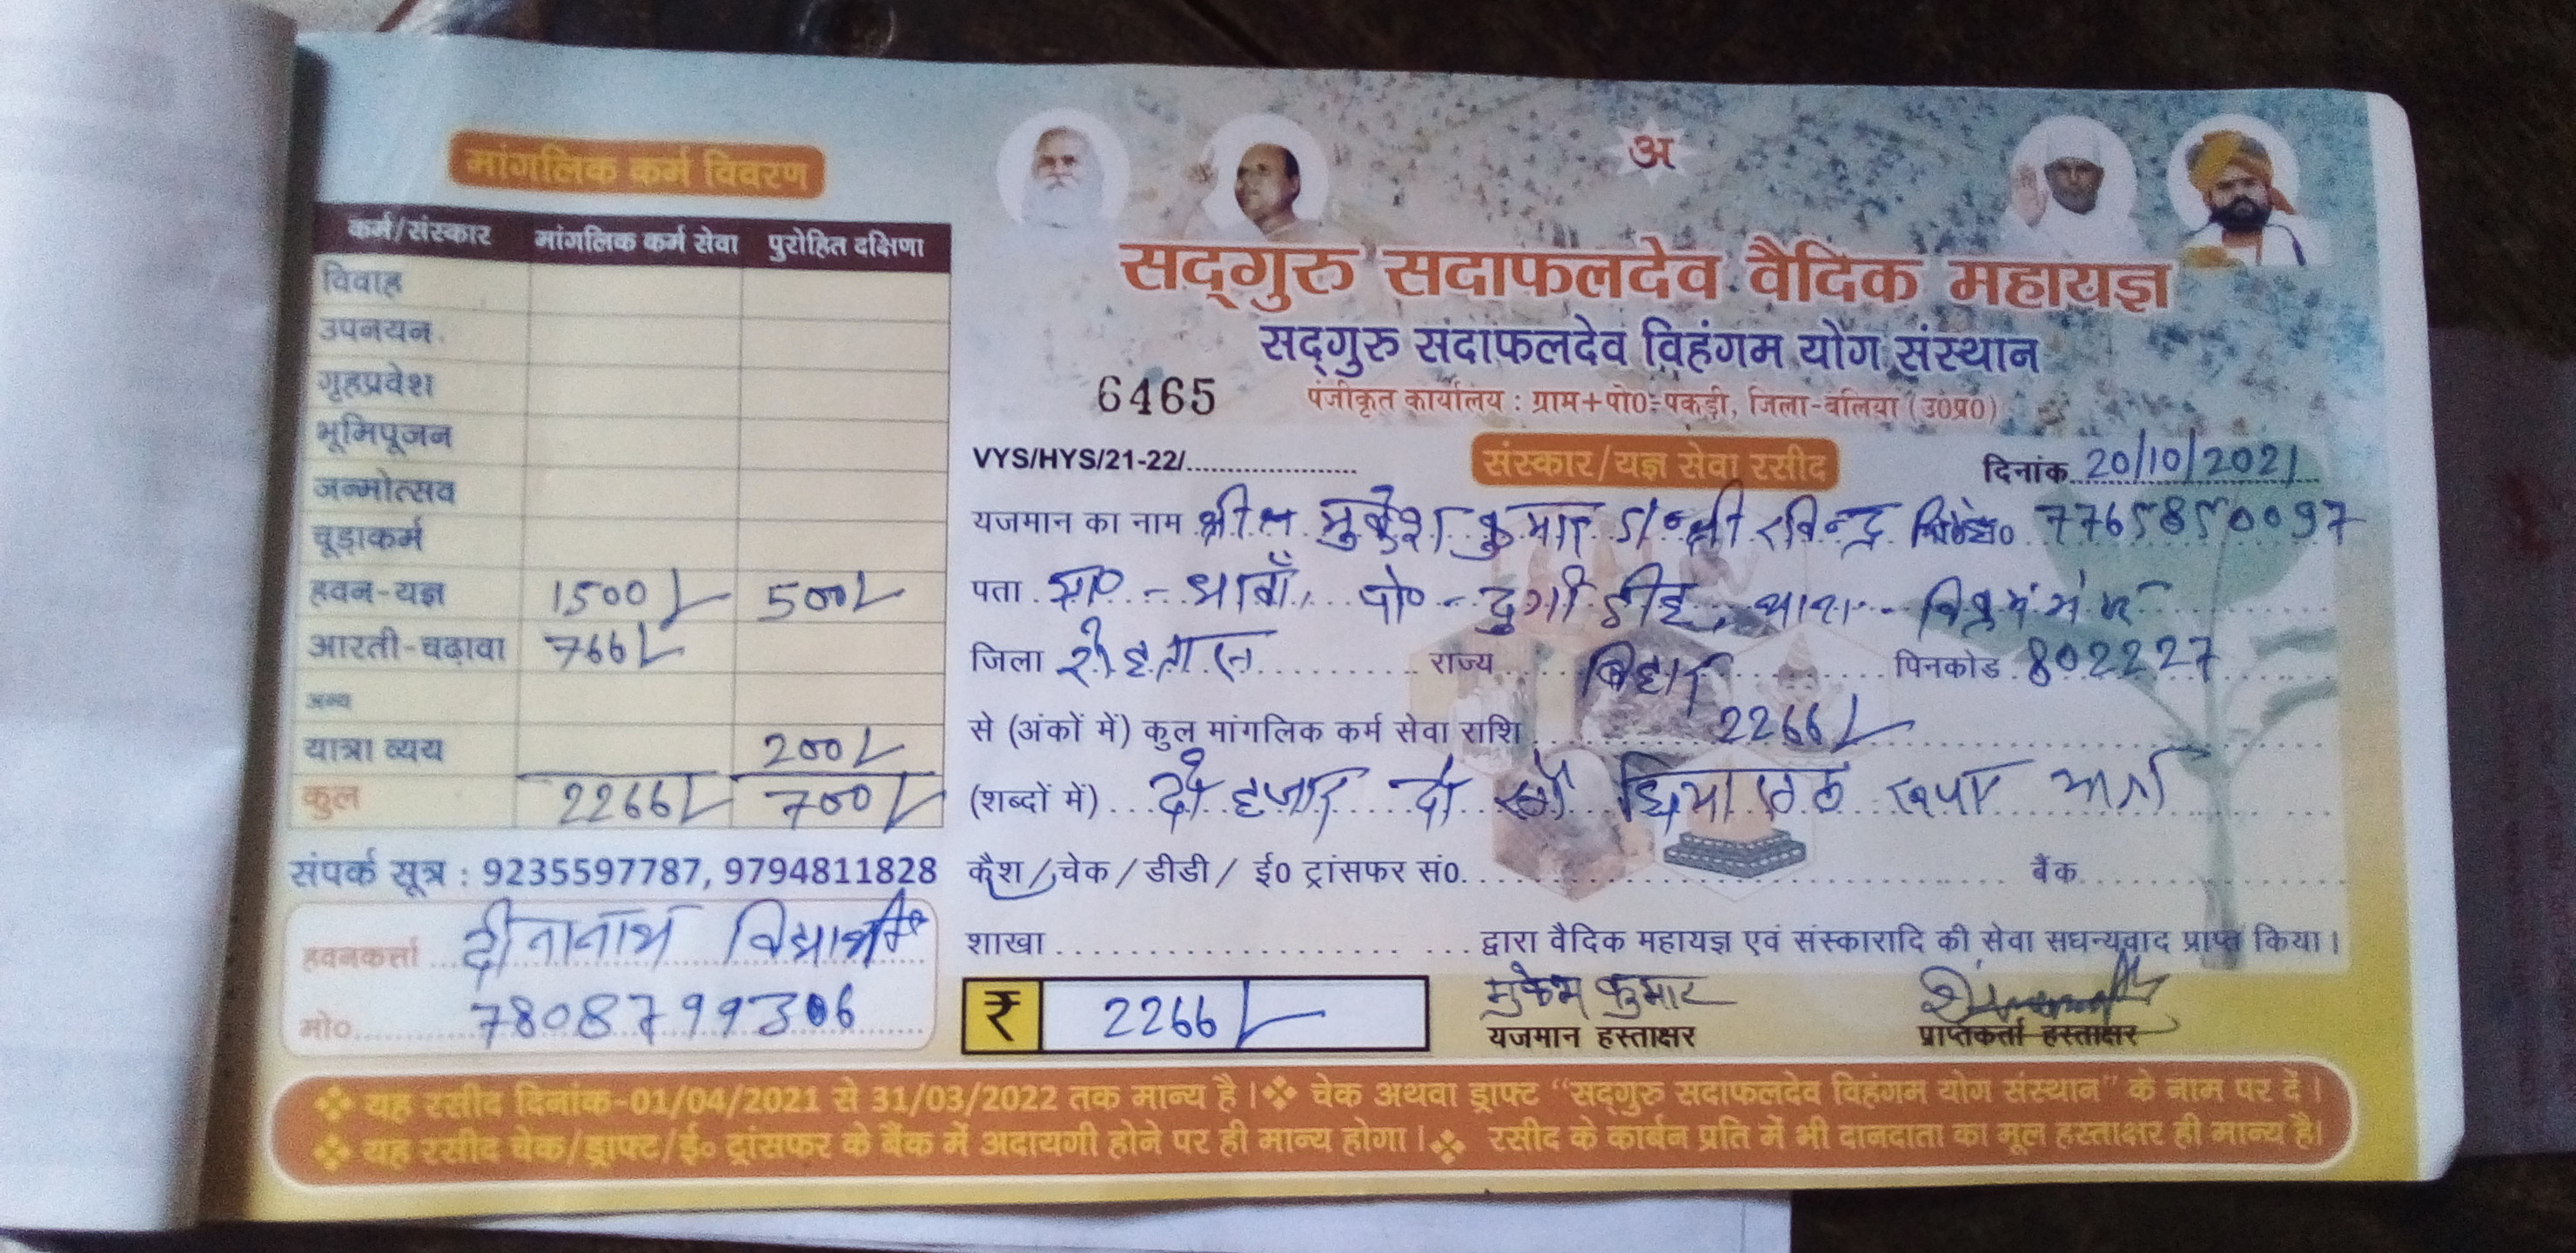 मांगलिक कर्म विवरण
कर्म/संस्कार मांगलिक कर्म सेवा पुरोहित दक्षिणा
विवाह
उपनयन
गृहप्रवेश
भूमिपूजन
जन्मोत्सव
चूड़ाकर्म
हवन-यज्ञ 1500/- 500/-
आरती-चढ़ावा 766/-
अन्य
यात्रा व्यय 200/-
कुल 2266/- 700/-
संपर्क सूत्र : 9235597787, 9794811828
हवनकर्त्ता दीनानाथ विद्यार्थी
मो० 7808799306
अ
सद्गुरु सदाफलदेव वैदिक महायज्ञ
सद्गुरु सदाफलदेव विहंगम योग संस्थान
6465 पंजीकृत कार्यालय : ग्राम+पो०-पकड़ी, जिला-बलिया (उ०प्र०)
VYS/HYS/21-22/ संस्कार/यज्ञ सेवा रसीद दिनांक 20/10/2021
यजमान का नाम मुकेश कुमार श्री रविन्द्र 7765850097
पता ग्रा० - पो० - दुर्गा डीह, थाना -
जिला रोहतास राज्य बिहार पिनकोड 802227
से (अंकों में) कुल मांगलिक कर्म सेवा राशि 2266/-
(शब्दों में) दो हजार दो सौ छियासठ रूपया मात्र
कैश / चेक / डीडी / ई० ट्रांसफर सं० बैंक
शाखा द्वारा वैदिक महायज्ञ एवं संस्कारादि की सेवा सधन्यवाद प्राप्त किया।
₹ 2266/- मुकेश कुमार
यजमान हस्ताक्षर प्राप्तकर्त्ता हस्ताक्षर
❖ यह रसीद दिनांक-01/04/2021 से 31/03/2022 तक मान्य है। ❖ चेक अथवा ड्राफ्ट "सद्गुरु सदाफलदेव विहंगम योग संस्थान" के नाम पर दें।
❖ यह रसीद चेक/ड्राफ्ट/ई० ट्रांसफर के बैंक में अदायगी होने पर ही मान्य होगा। ❖ रसीद के कार्बन प्रति में भी दानदाता का मूल हस्ताक्षर ही मान्य है।